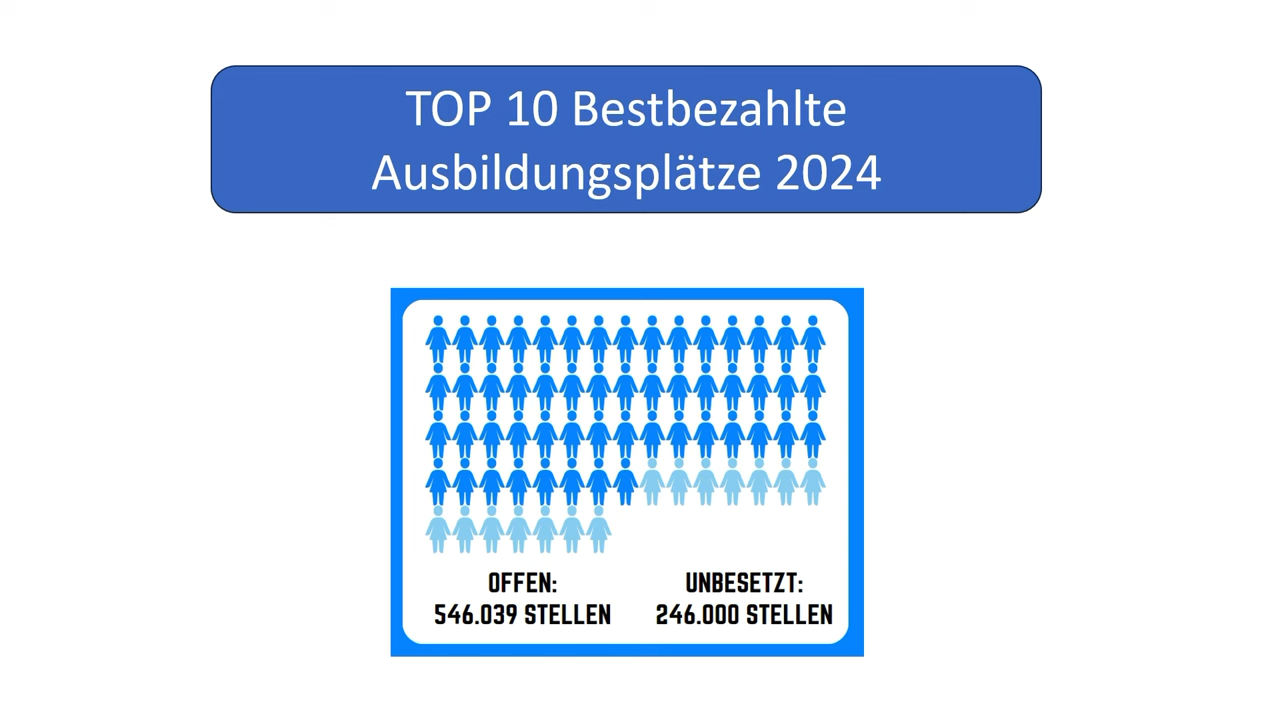 TOP 10 Bestbezahlte
Ausbildungsplätze 2024
OFFEN:
546.039 STELLEN
UNBESETZT:
246.000 STELLEN